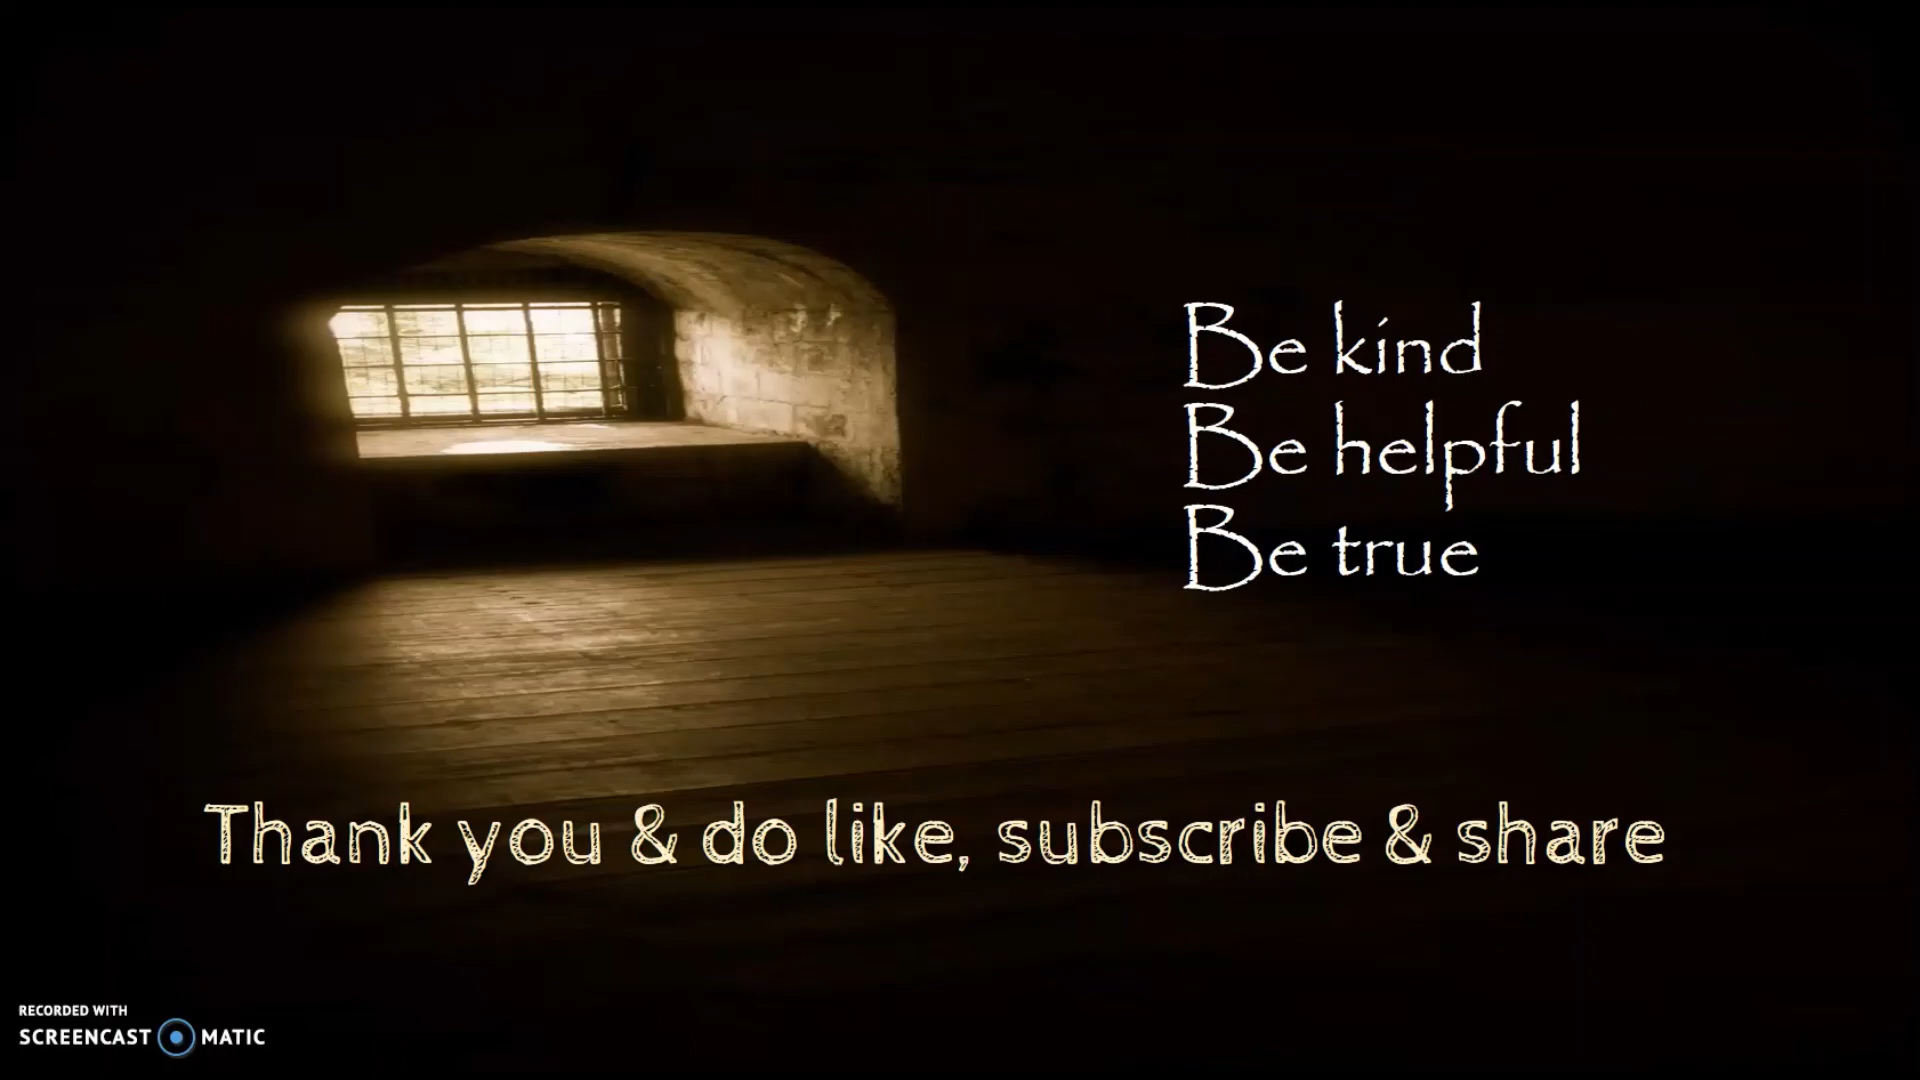 Be kind
Be helpful
Be true
Thank you & do like, subscribe & share
RECORDED WITH
SCREENCAST MATIC